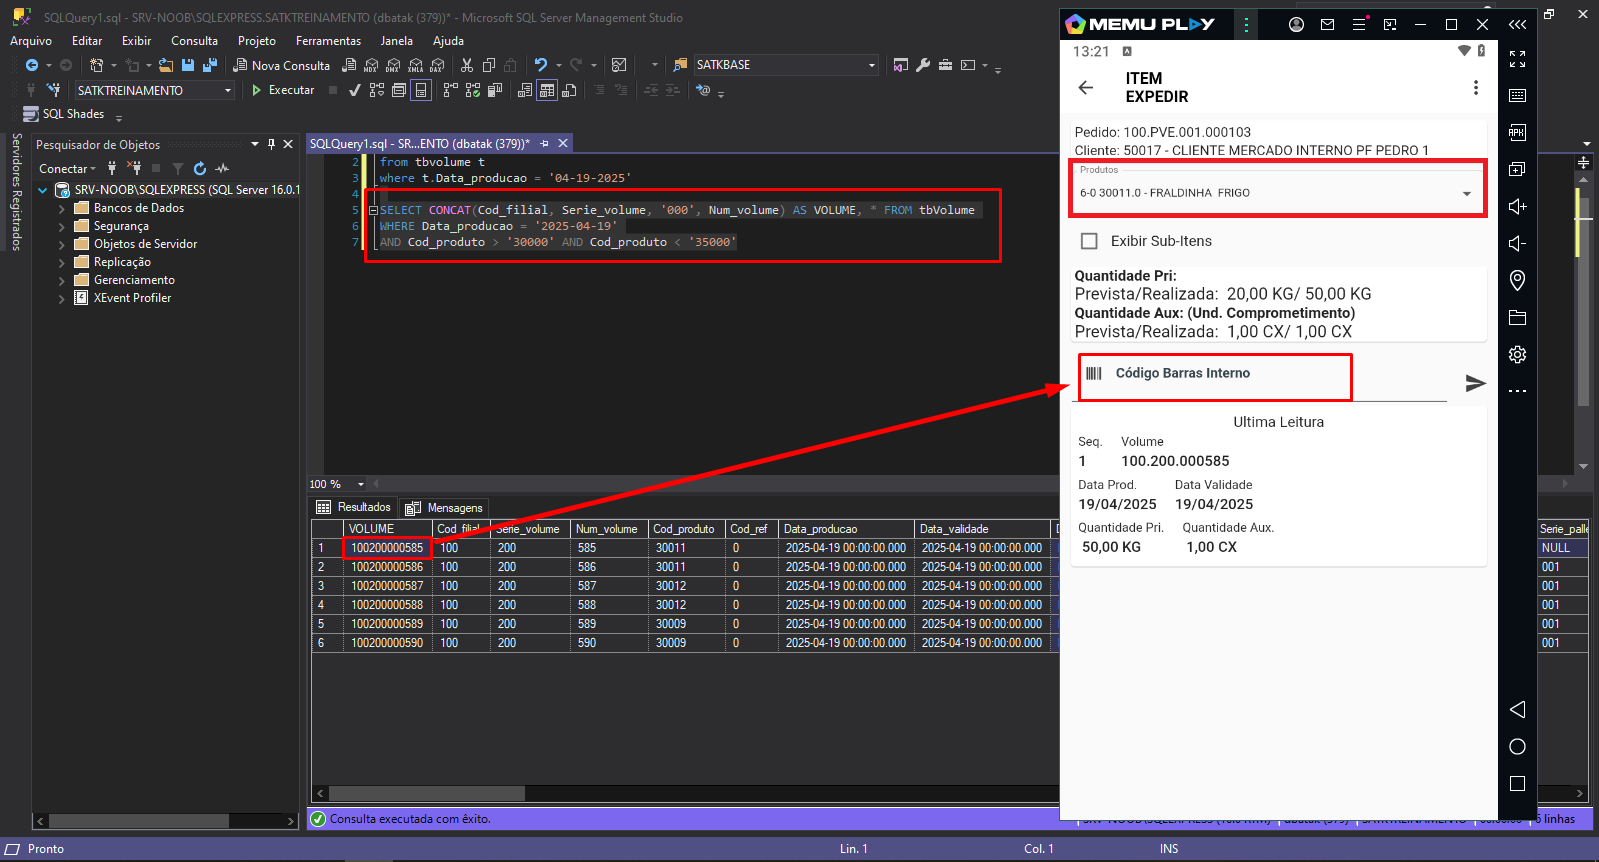 SQLQuery1.sql - SRV-NOOB\SQLEXPRESS.SATKTREINAMENTO (dbatak (379))* - Microsoft SQL Server Management Studio
Arquivo Editar Exibir Consulta Projeto Ferramentas Janela Ajuda
Nova Consulta MDX DMX XMLA DAX SATKBASE
SATKTREINAMENTO Executar
SQL Shades
Servidores Registrados
Pesquisador de Objetos
Conectar
SRV-NOOB\SQLEXPRESS (SQL Server 16.0.1
Bancos de Dados
Segurança
Objetos de Servidor
Replicação
Gerenciamento
XEvent Profiler
SQLQuery1.sql - SR...ENTO (dbatak (379))*
2 from tbvolume t
3 where t.Data_producao = '04-19-2025'
4
5 SELECT CONCAT(Cod_filial, Serie_volume, '000', Num_volume) AS VOLUME, * FROM tbVolume
6 WHERE Data_producao = '2025-04-19'
7 AND Cod_produto > '30000' AND Cod_produto < '35000'
100 %
Resultados Mensagens
VOLUME Cod_filial Serie_volume Num_volume Cod_produto Cod_ref Data_producao Data_validade Serie_palle
1 100200000585 100 200 585 30011 0 2025-04-19 00:00:00.000 2025-04-19 00:00:00.000 NULL
2 100200000586 100 200 586 30011 0 2025-04-19 00:00:00.000 2025-04-19 00:00:00.000 001
3 100200000587 100 200 587 30012 0 2025-04-19 00:00:00.000 2025-04-19 00:00:00.000 001
4 100200000588 100 200 588 30012 0 2025-04-19 00:00:00.000 2025-04-19 00:00:00.000 001
5 100200000589 100 200 589 30009 0 2025-04-19 00:00:00.000 2025-04-19 00:00:00.000 001
6 100200000590 100 200 590 30009 0 2025-04-19 00:00:00.000 2025-04-19 00:00:00.000 001
Consulta executada com êxito.
6 linhas
Pronto Lin. 1 Col. 1 INS
MEMU PLAY
13:21 A
ITEM
EXPEDIR
Pedido: 100.PVE.001.000103
Cliente: 50017 - CLIENTE MERCADO INTERNO PF PEDRO 1
Produtos
6-0 30011.0 - FRALDINHA FRIGO
Exibir Sub-Itens
Quantidade Pri:
Prevista/Realizada: 20,00 KG/ 50,00 KG
Quantidade Aux: (Und. Comprometimento)
Prevista/Realizada: 1,00 CX/ 1,00 CX
Código Barras Interno
Ultima Leitura
Seq. Volume
1 100.200.000585
Data Prod. Data Validade
19/04/2025 19/04/2025
Quantidade Pri. Quantidade Aux.
50,00 KG 1,00 CX
APK